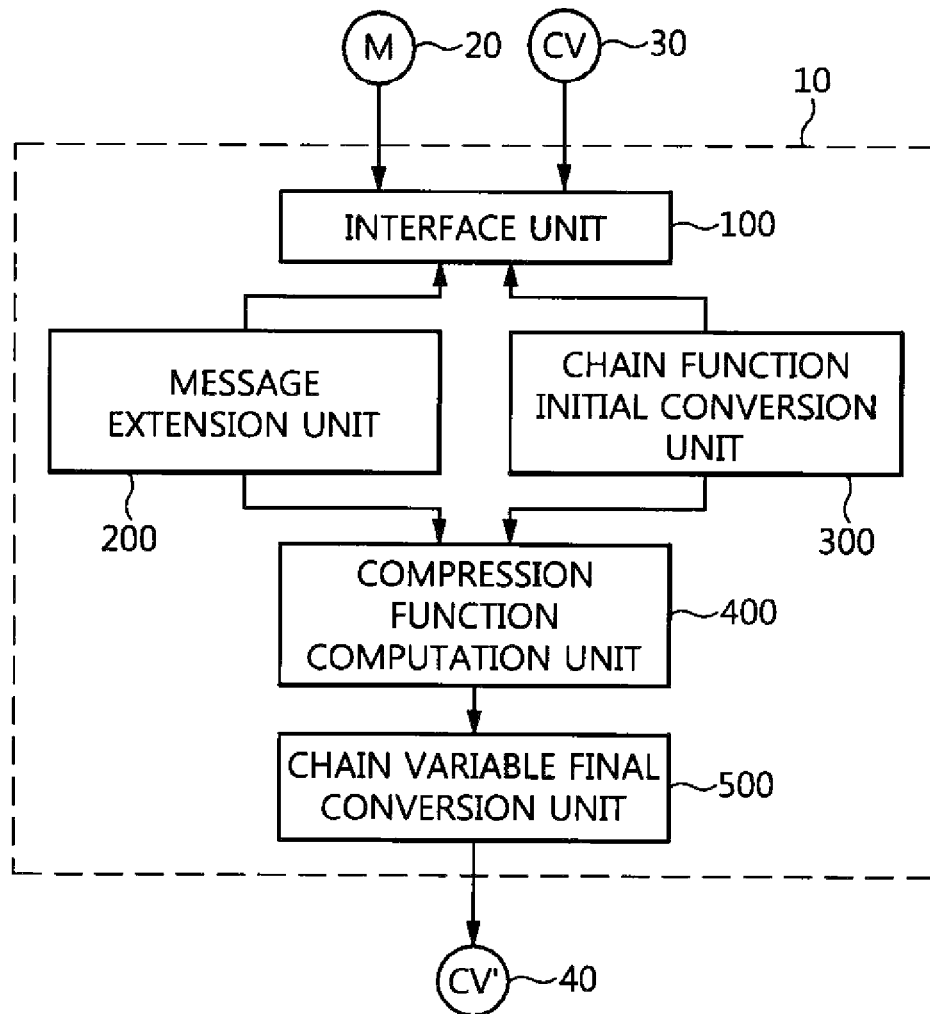 M 20 CV 30
10
INTERFACE UNIT 100
MESSAGE
EXTENSION UNIT
200
CHAIN FUNCTION
INITIAL CONVERSION
UNIT
300
COMPRESSION
FUNCTION
COMPUTATION UNIT
400
CHAIN VARIABLE FINAL
CONVERSION UNIT
500
CV' 40